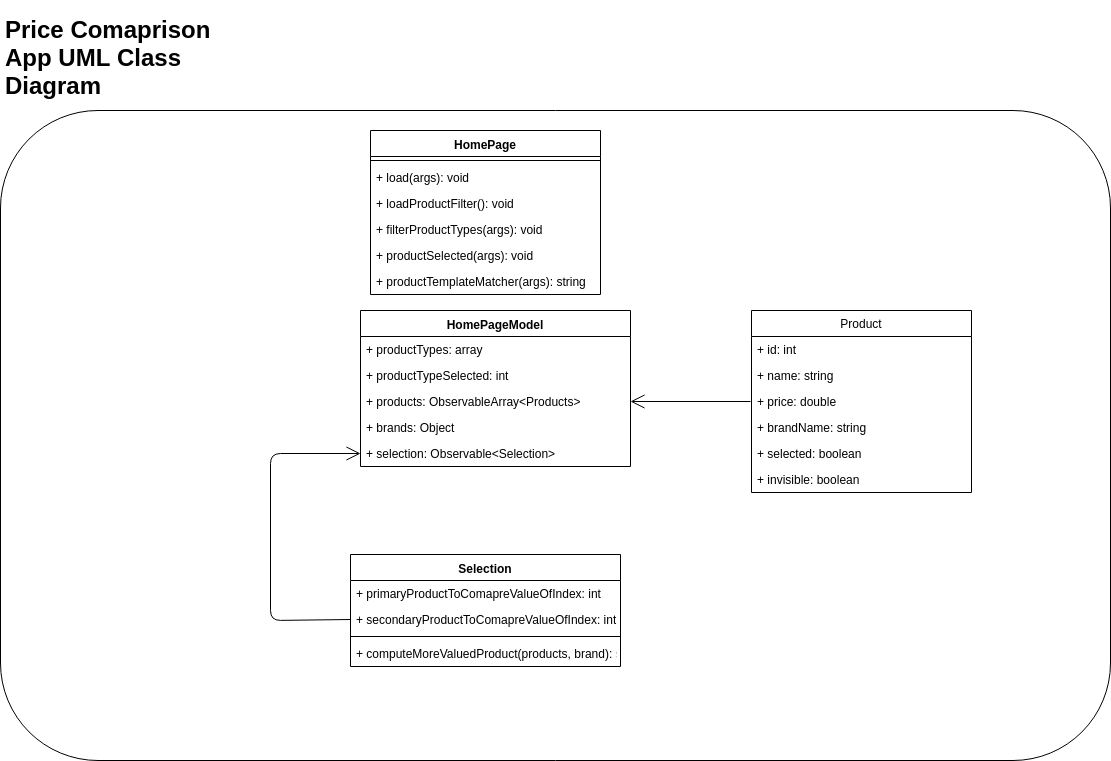 Price Comaprison
App UML Class
Diagram
HomePage
+ load(args): void
+ loadProductFilter(): void
+ filterProductTypes(args): void
+ productSelected(args): void
+ productTemplateMatcher(args): string
HomePageModel
+ productTypes: array
+ productTypeSelected: int
+ products: ObservableArray<Products>
+ brands: Object
+ selection: Observable<Selection>
Product
+ id: int
+ name: string
+ price: double
+ brandName: string
+ selected: boolean
+ invisible: boolean
Selection
+ primaryProductToComapreValueOfIndex: int
+ secondaryProductToComapreValueOfIndex: int
+ computeMoreValuedProduct(products, brand):